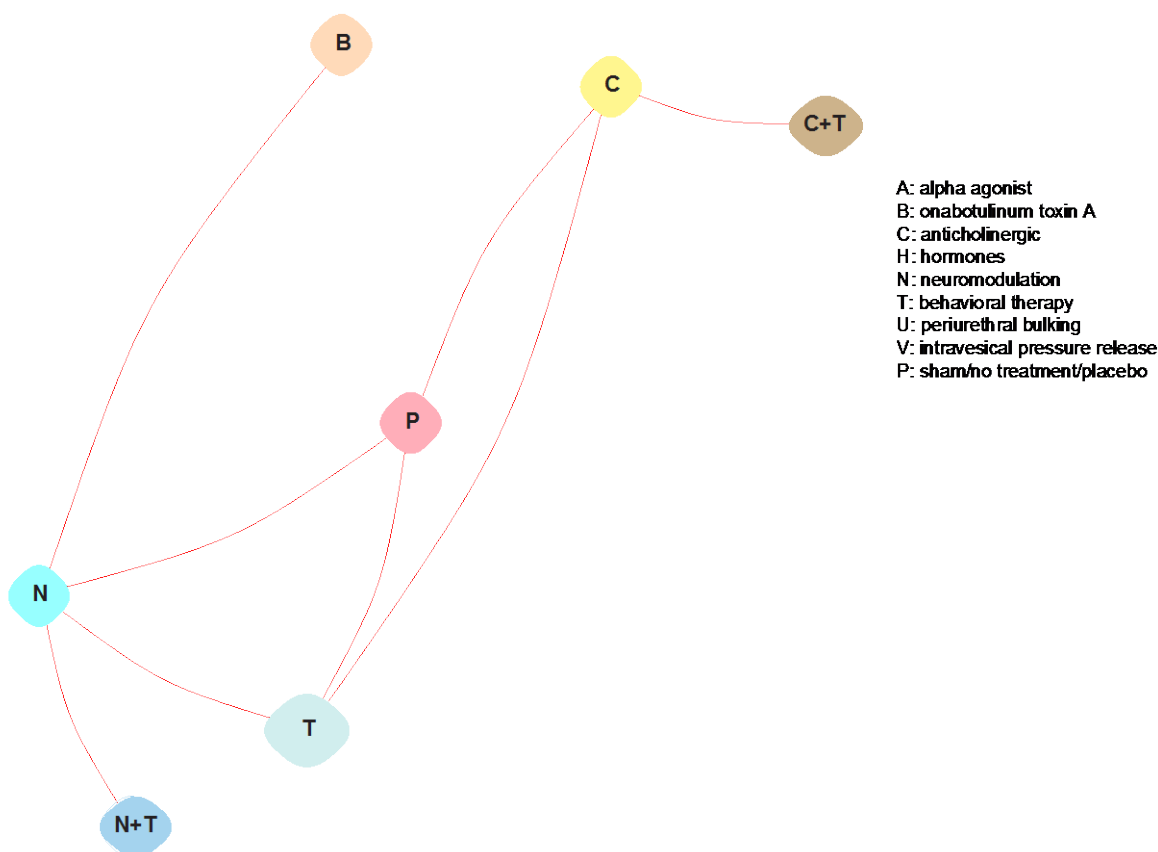 B
C
C+T
A: alpha agonist
B: onabotulinum toxin A
C: anticholinergic
H: hormones
N: neuromodulation
T: behavioral therapy
U: periurethral bulking
V: intravesical pressure release
P: sham/no treatment/placebo
P
N
T
N+T